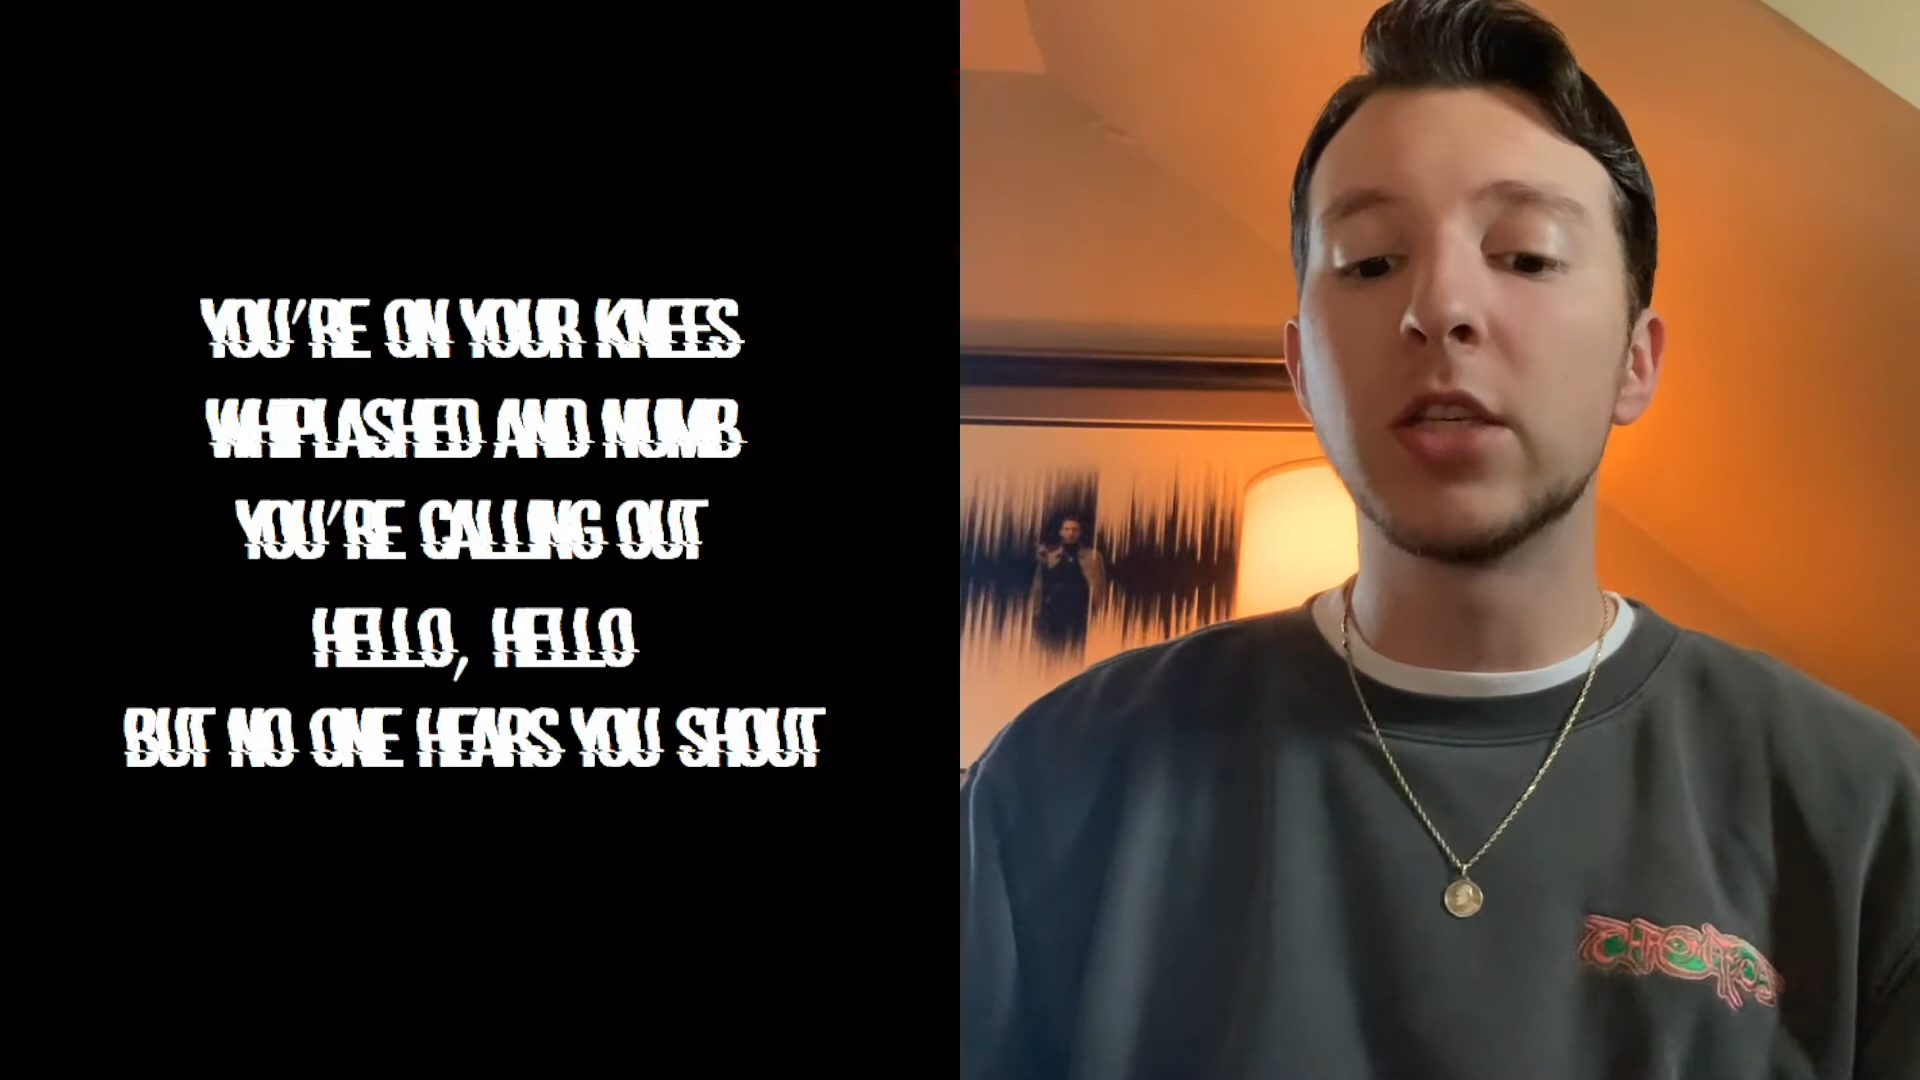 YOU'RE ON YOUR KNEES
WHIPLASHED AND NUMB
YOU'RE CALLING OUT
HELLO, HELLO
BUT NO ONE HEARS YOU SHOUT